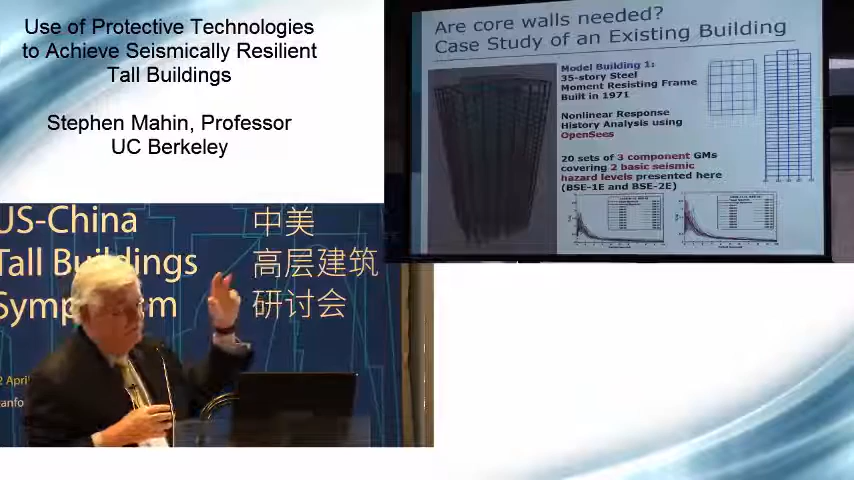 Use of Protective Technologies
to Achieve Seismically Resilient
Tall Buildings
Stephen Mahin, Professor
UC Berkeley
Are core walls needed?
Case Study of an Existing Building
Model Building 1:
35-story Steel
Moment Resisting Frame
Built in 1971
Nonlinear Response
History Analysis using
OpenSees
20 sets of 3 component GMs
covering 2 basic seismic
hazard levels presented here
(BSE-1E and BSE-2E)
US-China
Tall Buildings
Symp m
中美
高层建筑
研讨会
2 April
anfo